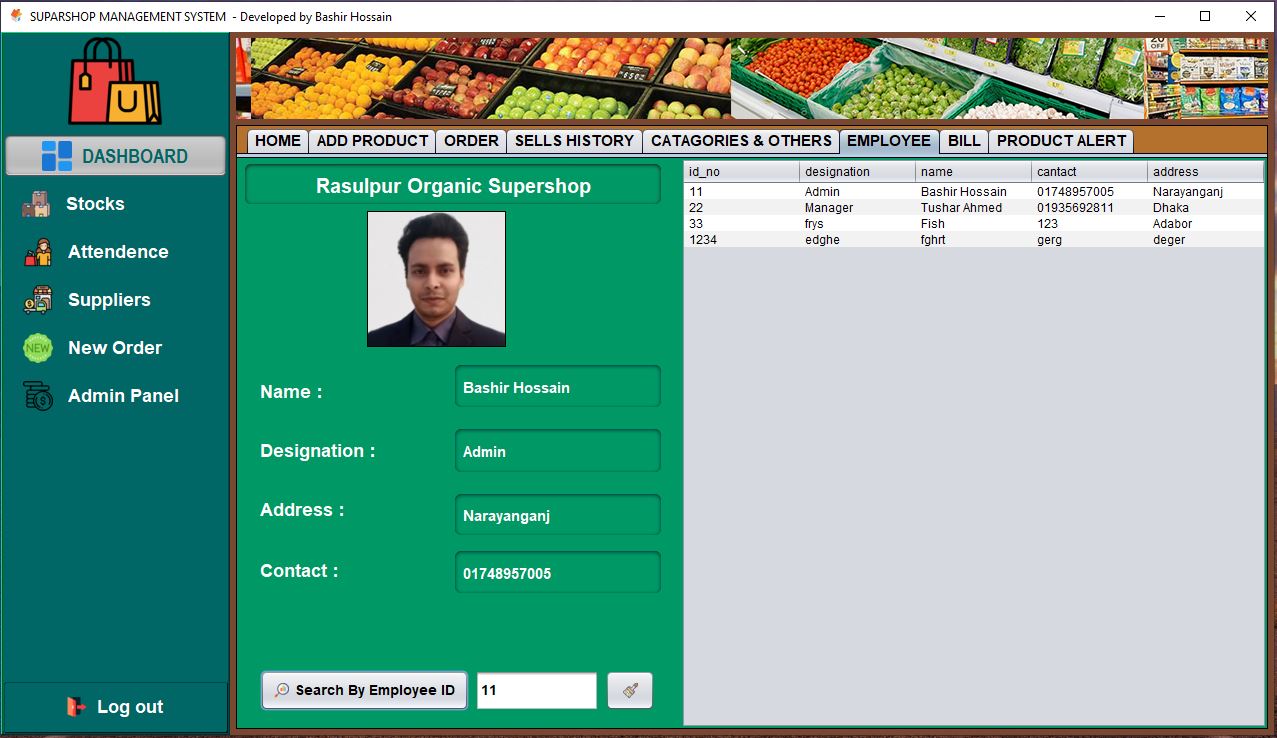 SUPARSHOP MANAGEMENT SYSTEM - Developed by Bashir Hossain
DASHBOARD
Stocks
Attendence
Suppliers
NEW
New Order
Admin Panel
Log out
HOME
ADD PRODUCT
ORDER
SELLS HISTORY
CATAGORIES & OTHERS
EMPLOYEE
BILL
PRODUCT ALERT
Rasulpur Organic Supershop
Name :
Bashir Hossain
Designation :
Admin
Address :
Narayanganj
Contact :
01748957005
Search By Employee ID
11
id_no designation name cantact address
11 Admin Bashir Hossain 01748957005 Narayanganj
22 Manager Tushar Ahmed 01935692811 Dhaka
33 frys Fish 123 Adabor
1234 edghe fghrt gerg deger